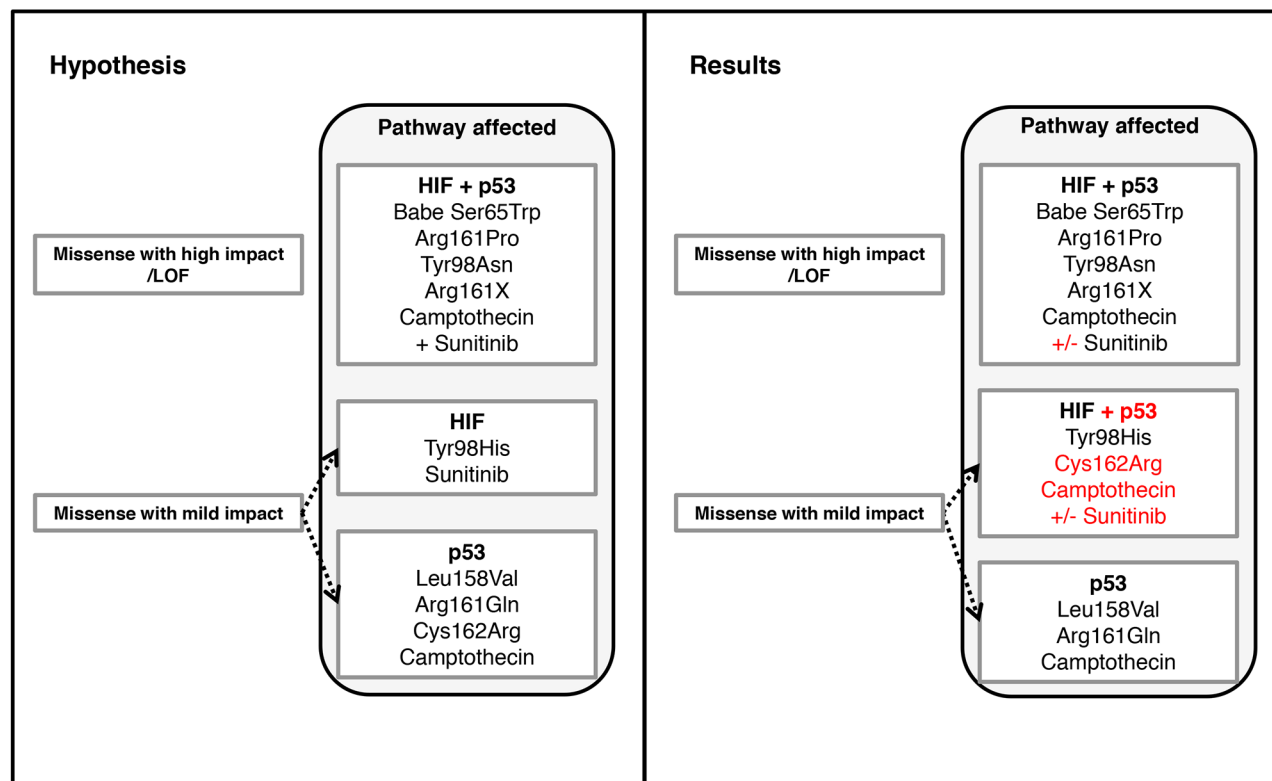 Hypothesis
Pathway affected
HIF + p53
Babe Ser65Trp
Arg161Pro
Tyr98Asn
Arg161X
Camptothecin
+ Sunitinib
Missense with high impact
/LOF
HIF
Tyr98His
Sunitinib
Missense with mild impact
p53
Leu158Val
Arg161Gln
Cys162Arg
Camptothecin
Results
Pathway affected
HIF + p53
Babe Ser65Trp
Arg161Pro
Tyr98Asn
Arg161X
Camptothecin
+/- Sunitinib
Missense with high impact
/LOF
HIF + p53
Tyr98His
Cys162Arg
Camptothecin
+/- Sunitinib
Missense with mild impact
p53
Leu158Val
Arg161Gln
Camptothecin